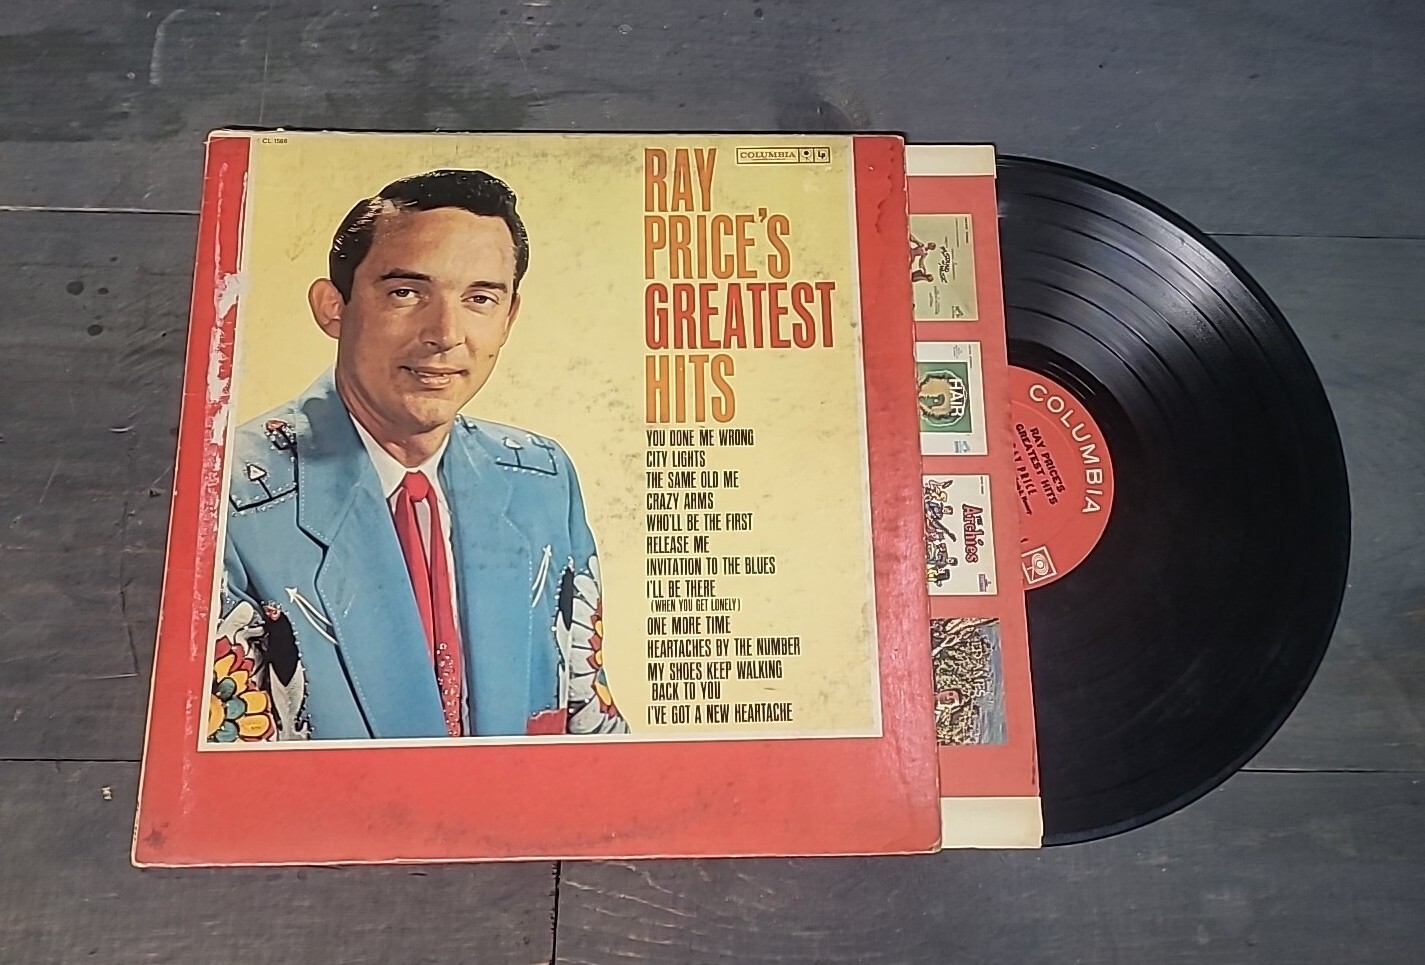 CL 1566
COLUMBIA
RAY
PRICE'S
GREATEST
HITS
YOU DONE ME WRONG
CITY LIGHTS
THE SAME OLD ME
CRAZY ARMS
WHO'LL BE THE FIRST
RELEASE ME
INVITATION TO THE BLUES
I'LL BE THERE
(WHEN YOU GET LONELY)
ONE MORE TIME
HEARTACHES BY THE NUMBER
MY SHOES KEEP WALKING
BACK TO YOU
I'VE GOT A NEW HEARTACHE
HAIR
Archies
COLUMBIA
RAY PRICE'S
GREATEST HITS
RAY PRICE